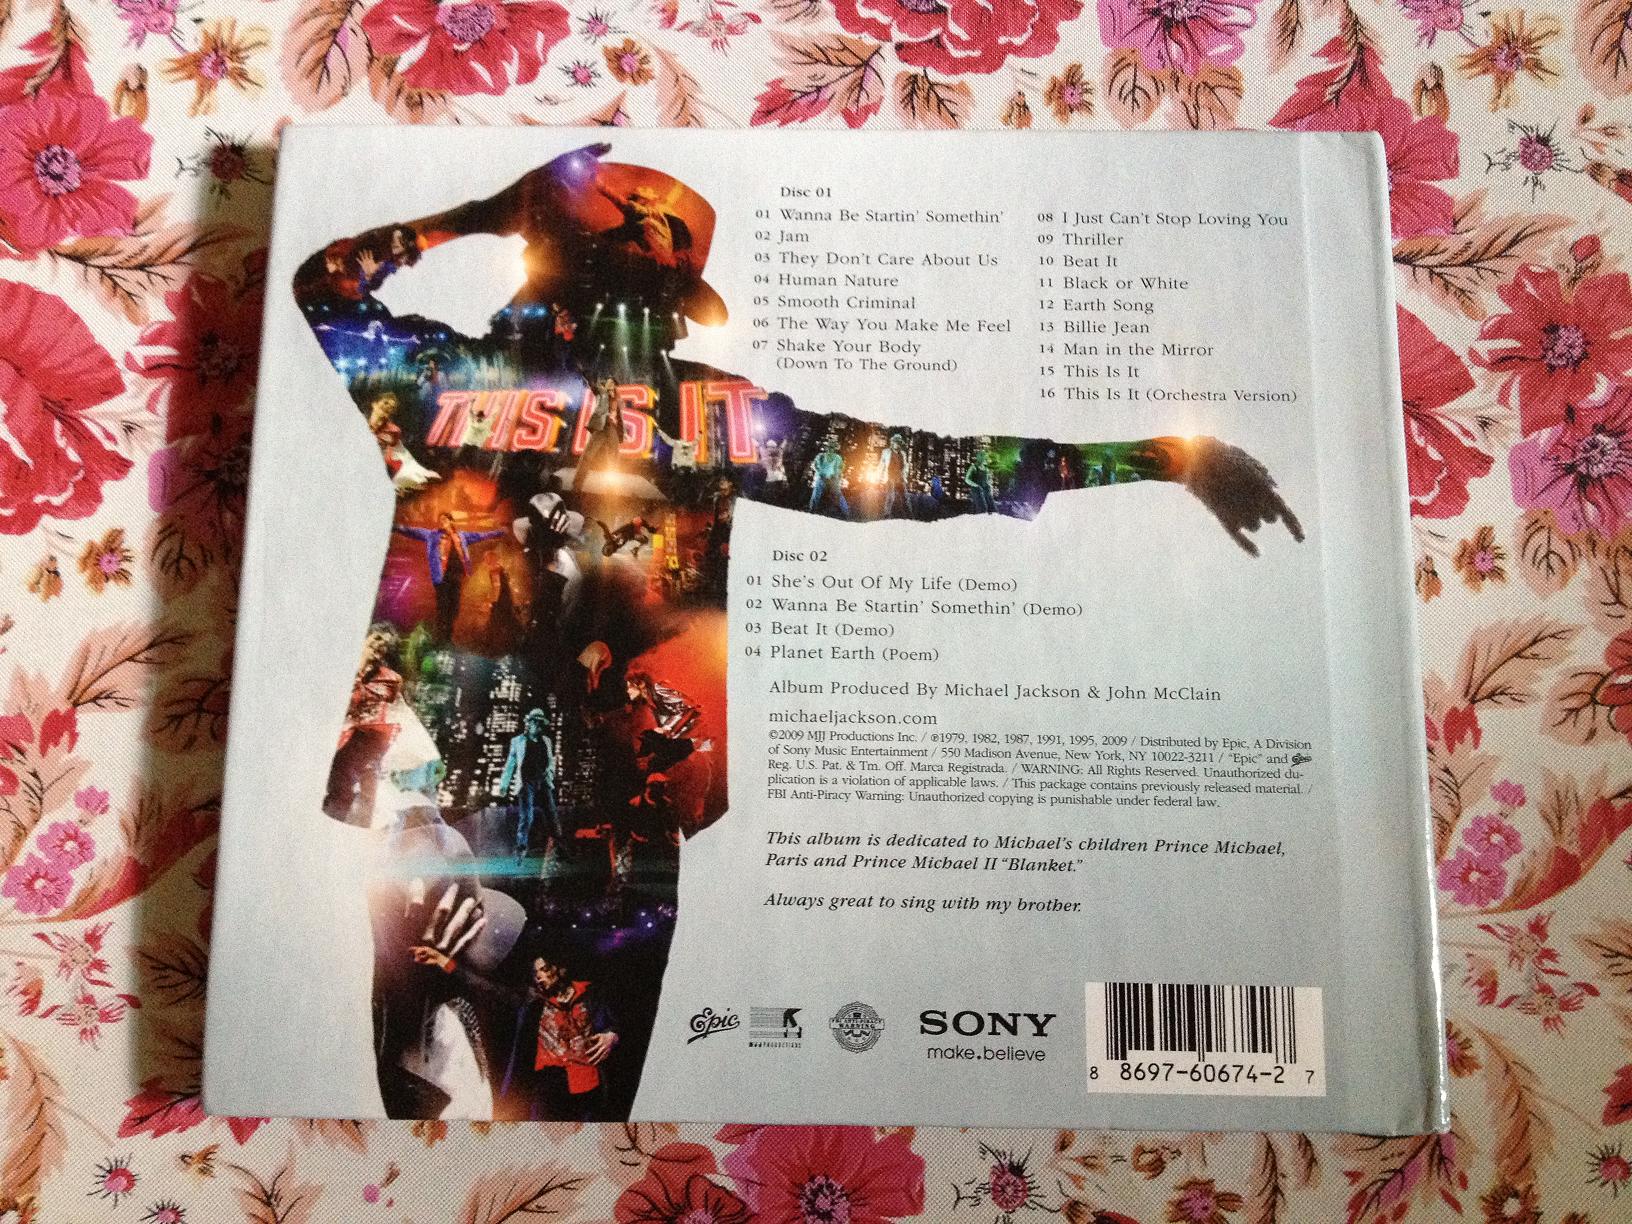 Disc 01
01 Wanna Be Startin' Somethin'
02 Jam
03 They Don't Care About Us
04 Human Nature
05 Smooth Criminal
06 The Way You Make Me Feel
07 Shake Your Body
(Down To The Ground)
08 I Just Can't Stop Loving You
09 Thriller
10 Beat It
11 Black or White
12 Earth Song
13 Billie Jean
14 Man in the Mirror
15 This Is It
16 This Is It (Orchestra Version)
THIS IS IT
Disc 02
01 She's Out Of My Life (Demo)
02 Wanna Be Startin' Somethin' (Demo)
03 Beat It (Demo)
04 Planet Earth (Poem)
Album Produced By Michael Jackson & John McClain
michaeljackson.com
©2009 MJJ Productions Inc. / ℗1979, 1982, 1987, 1991, 1995, 2009 / Distributed by Epic, A Division
of Sony Music Entertainment / 550 Madison Avenue, New York, NY 10022-3211 / "Epic" and Epic
Reg. U.S. Pat. & Tm. Off. Marca Registrada. / WARNING: All Rights Reserved. Unauthorized du-
plication is a violation of applicable laws. / This package contains previously released material. /
FBI Anti-Piracy Warning: Unauthorized copying is punishable under federal law.
This album is dedicated to Michael's children Prince Michael,
Paris and Prince Michael II "Blanket."
Always great to sing with my brother.
Epic
MJJ PRODUCTIONS
FBI ANTI-PIRACY
WARNING
SONY
make.believe
8 8697-60674-2 7